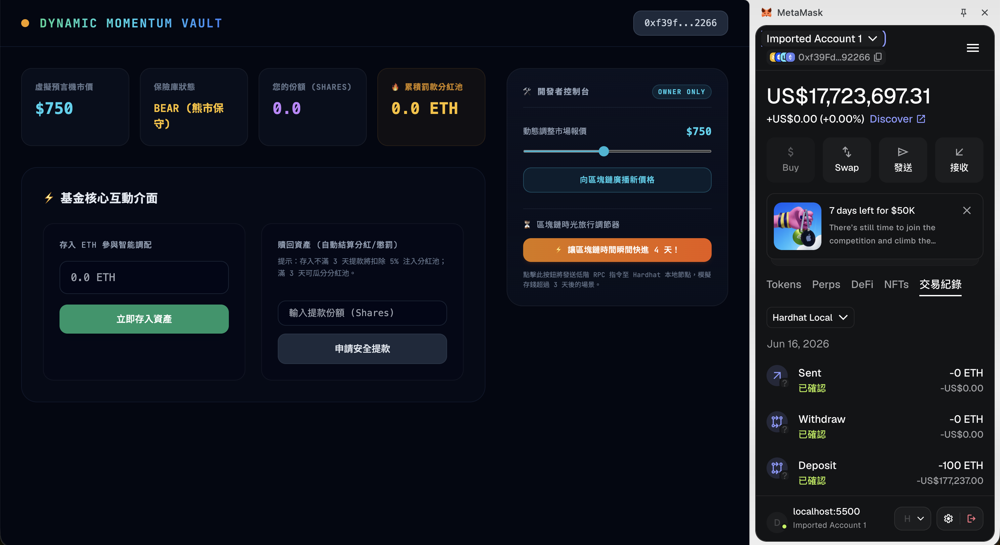 DYNAMIC MOMENTUM VAULT
0xf39f...2266
虛擬預言機市價
$750
保險庫狀態
BEAR (熊市保
守)
您的份額 (SHARES)
0.0
🔥 累積罰款分紅池
0.0 ETH
⚡ 基金核心互動介面
存入 ETH 參與智能調配
0.0 ETH
立即存入資產
贖回資產 (自動結算分紅/懲罰)
提示：存入不滿 3 天提款將扣除 5% 注入分紅池；
滿 3 天可瓜分分紅池。
輸入提款份額 (Shares)
申請安全提款
🛠️ 開發者控制台
OWNER ONLY
動態調整市場報價
$750
向區塊鏈廣播新價格
⏳ 區塊鏈時光旅行調節器
⚡ 讓區塊鏈時間瞬間快進 4 天！
點擊此按鈕將發送低階 RPC 指令至 Hardhat 本地節點，模擬
存錢超過 3 天後的場景。
MetaMask
Imported Account 1
0xf39Fd...92266
US$17,723,697.31
+US$0.00 (+0.00%) Discover
$
Buy
Swap
發送
接收
7 days left for $50K
There's still time to join the
competition and climb the...
Tokens
Perps
DeFi
NFTs
交易紀錄
Hardhat Local
Jun 16, 2026
Sent
-0 ETH
?
已確認
-US$0.00
Withdraw
-0 ETH
?
已確認
-US$0.00
Deposit
-100 ETH
?
已確認
-US$177,237.00
D
localhost:5500
Imported Account 1
H